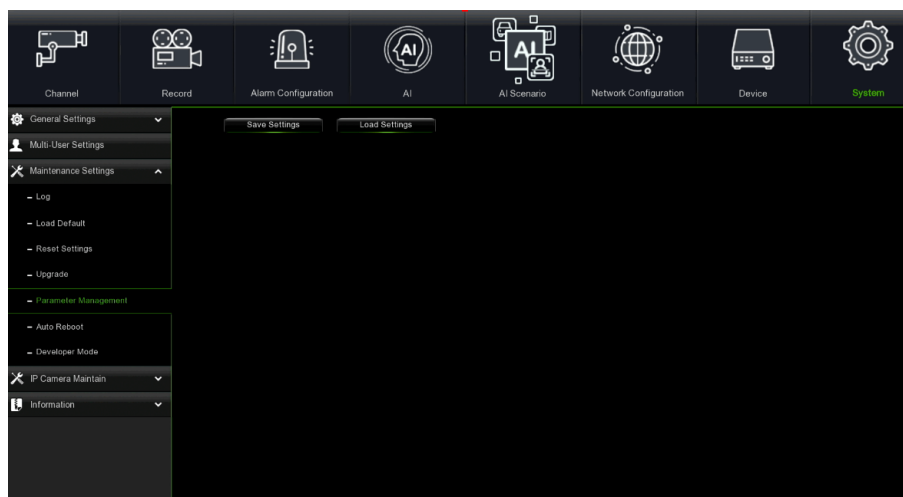 Channel
Record
Alarm Configuration
AI
AI
AI
AI Scenario
Network Configuration
Device
System
General Settings
Save Settings
Load Settings
Multi-User Settings
Maintenance Settings
Log
Load Default
Reset Settings
Upgrade
Parameter Management
Auto Reboot
Developer Mode
IP Camera Maintain
Information